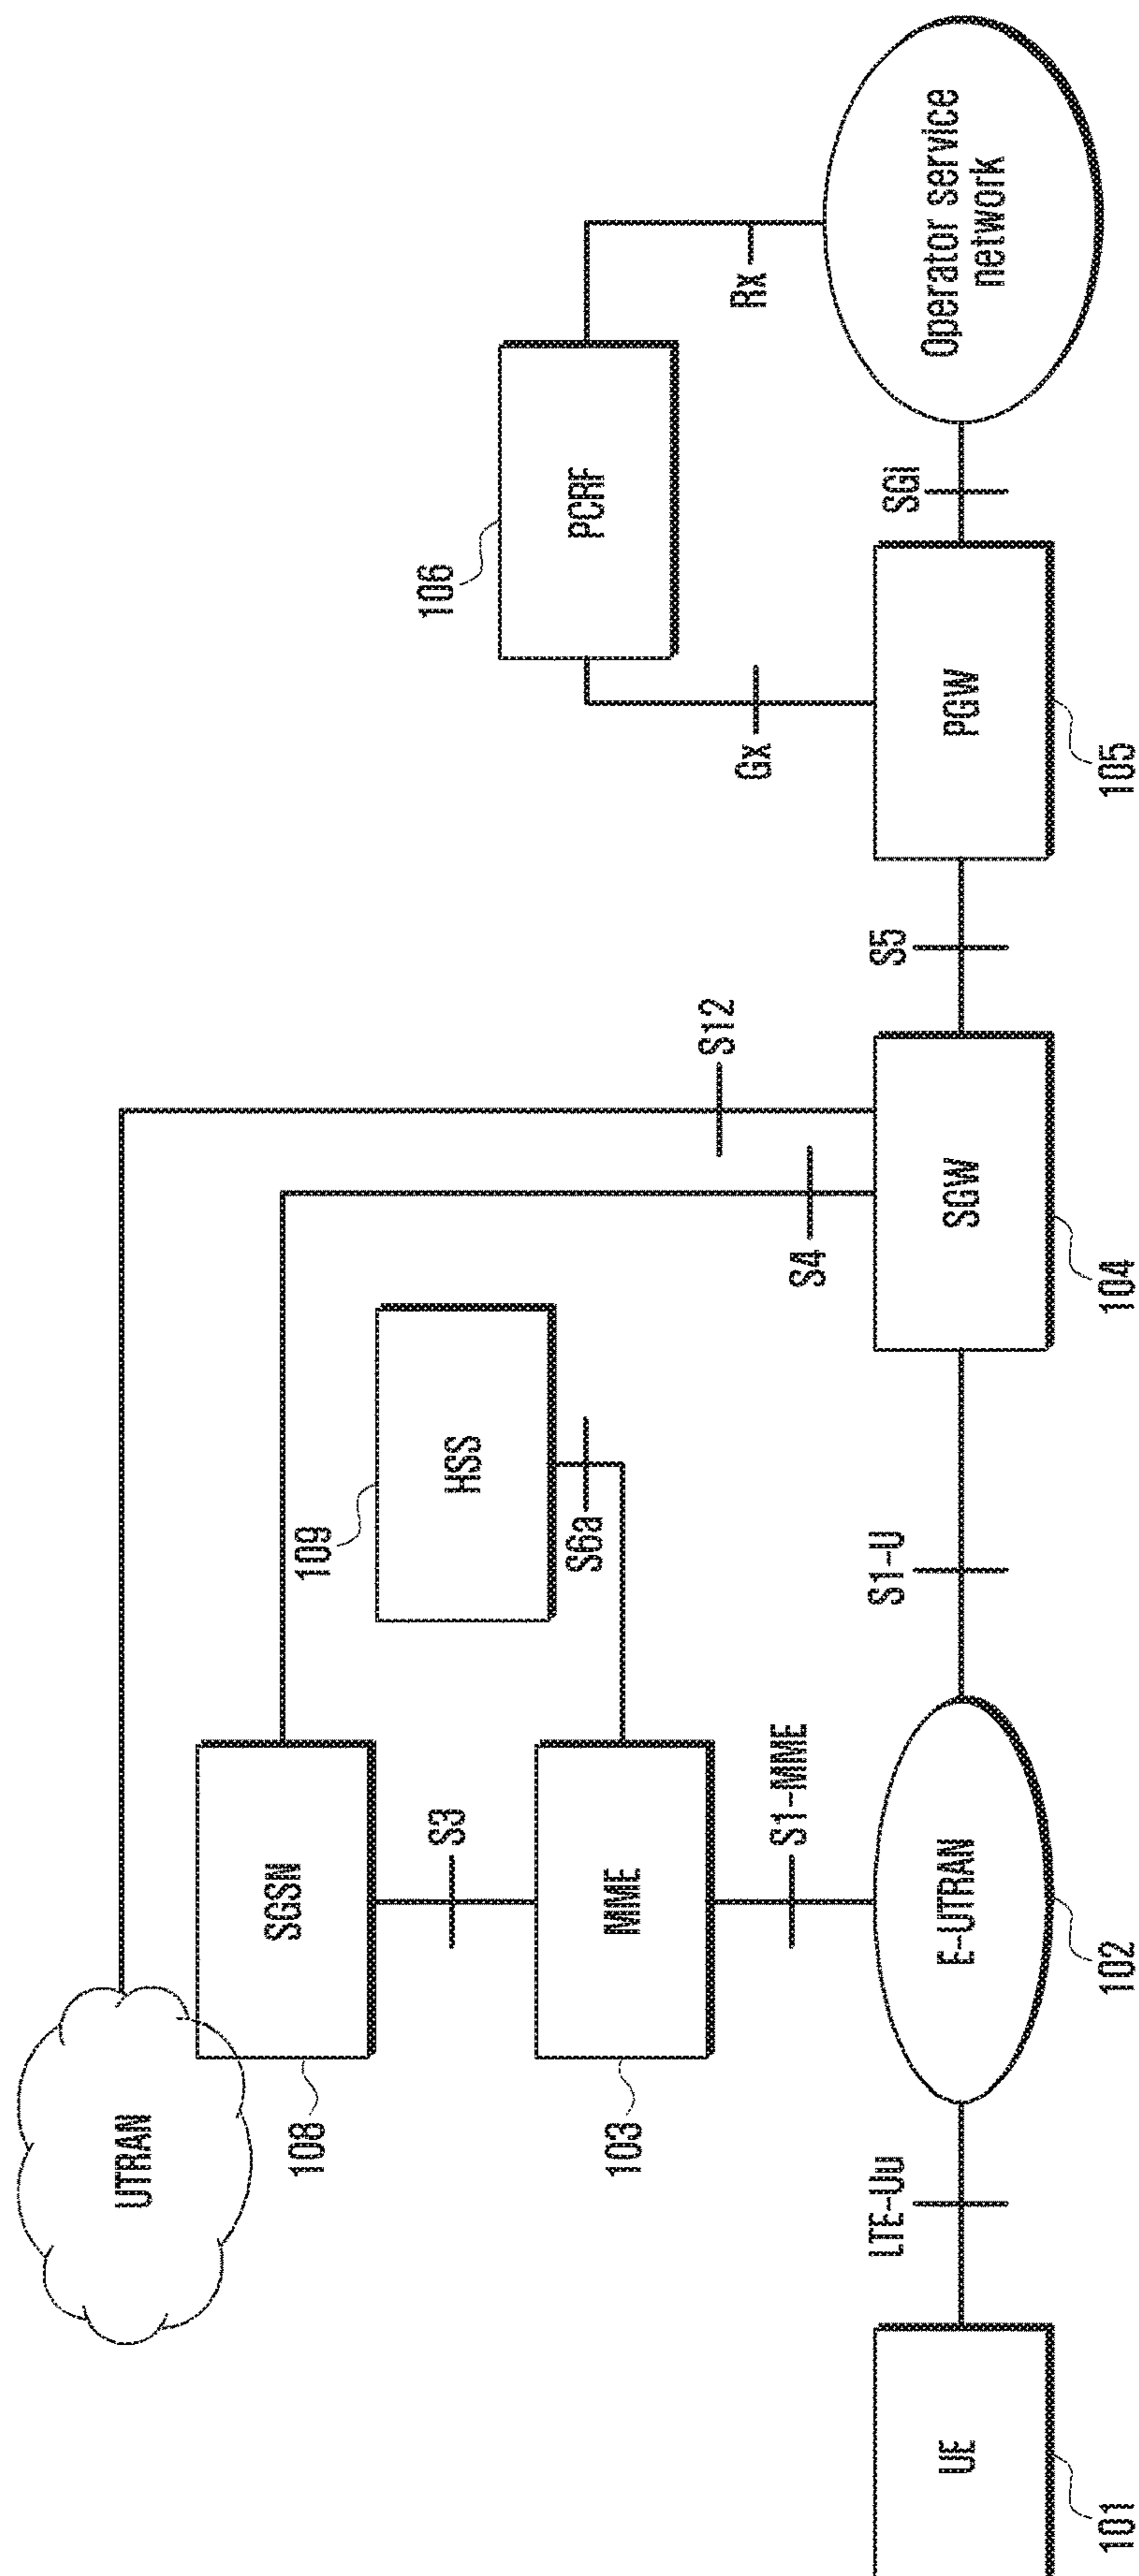 UTRAN
SGSN
108
S3
MME
103
HSS
109
S6a
S4
S12
PCRF
106
Gx
Rx
UE
101
LTE-Uu
E-UTRAN
102
S1-MME
S1-U
SGW
104
S5
PGW
105
SGi
Operator service
network